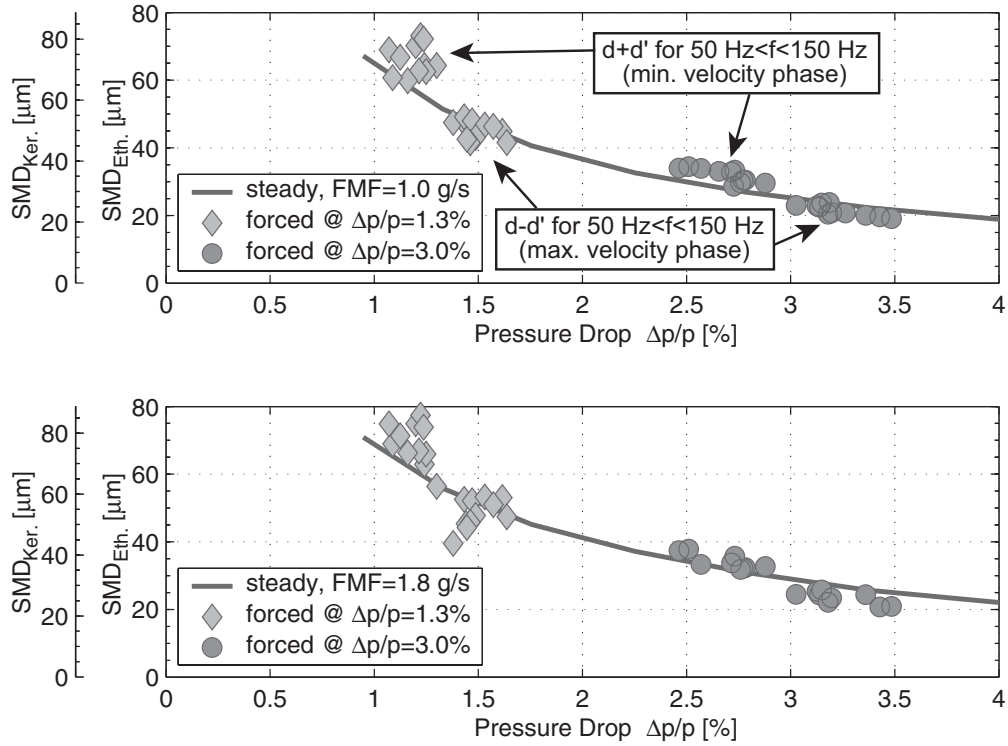 SMD_Ker. [μm]
SMD_Eth. [μm]
80
60
40
20
0
80
60
40
20
0
d+d' for 50 Hz<f<150 Hz
(min. velocity phase)
steady, FMF=1.0 g/s
forced @ Δp/p=1.3%
forced @ Δp/p=3.0%
d-d' for 50 Hz<f<150 Hz
(max. velocity phase)
0 1 1.5 2 2.5 3 3.5 4
Pressure Drop Δp/p [%]
SMD_Ker. [μm]
SMD_Eth. [μm]
80
60
40
20
0
80
60
40
20
0
steady, FMF=1.8 g/s
forced @ Δp/p=1.3%
forced @ Δp/p=3.0%
0 1 1.5 2 2.5 3 3.5 4
Pressure Drop Δp/p [%]